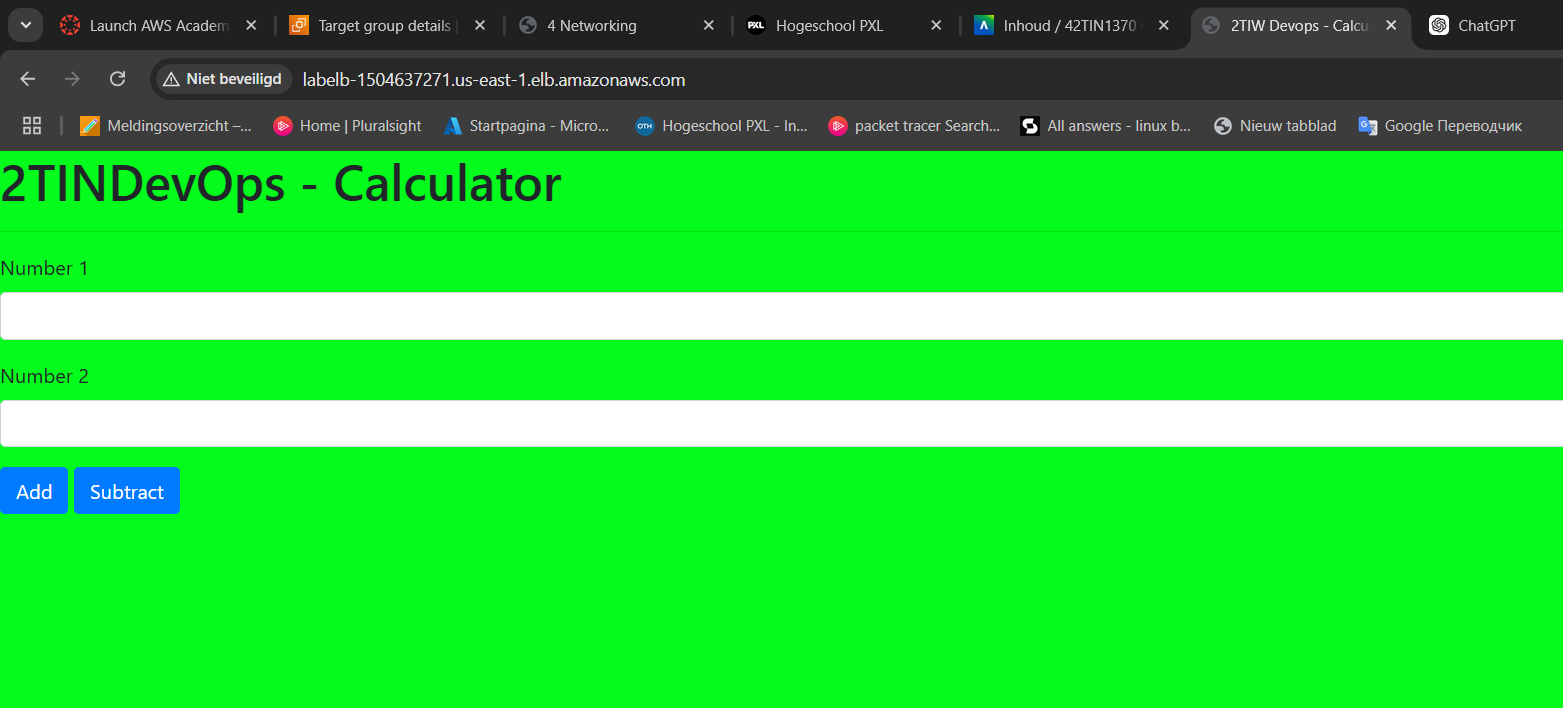 Launch AWS Academ
Target group details |
4 Networking
PXL Hogeschool PXL
Inhoud / 42TIN1370
2TIW Devops - Calcu
ChatGPT
Niet beveiligd labelb-1504637271.us-east-1.elb.amazonaws.com
Meldingsoverzicht –...
Home | Pluralsight
Startpagina - Micro...
OTH Hogeschool PXL - In...
packet tracer Search...
All answers - linux b...
Nieuw tabblad
Google Переводчик
2TINDevOps - Calculator
Number 1
Number 2
Add Subtract